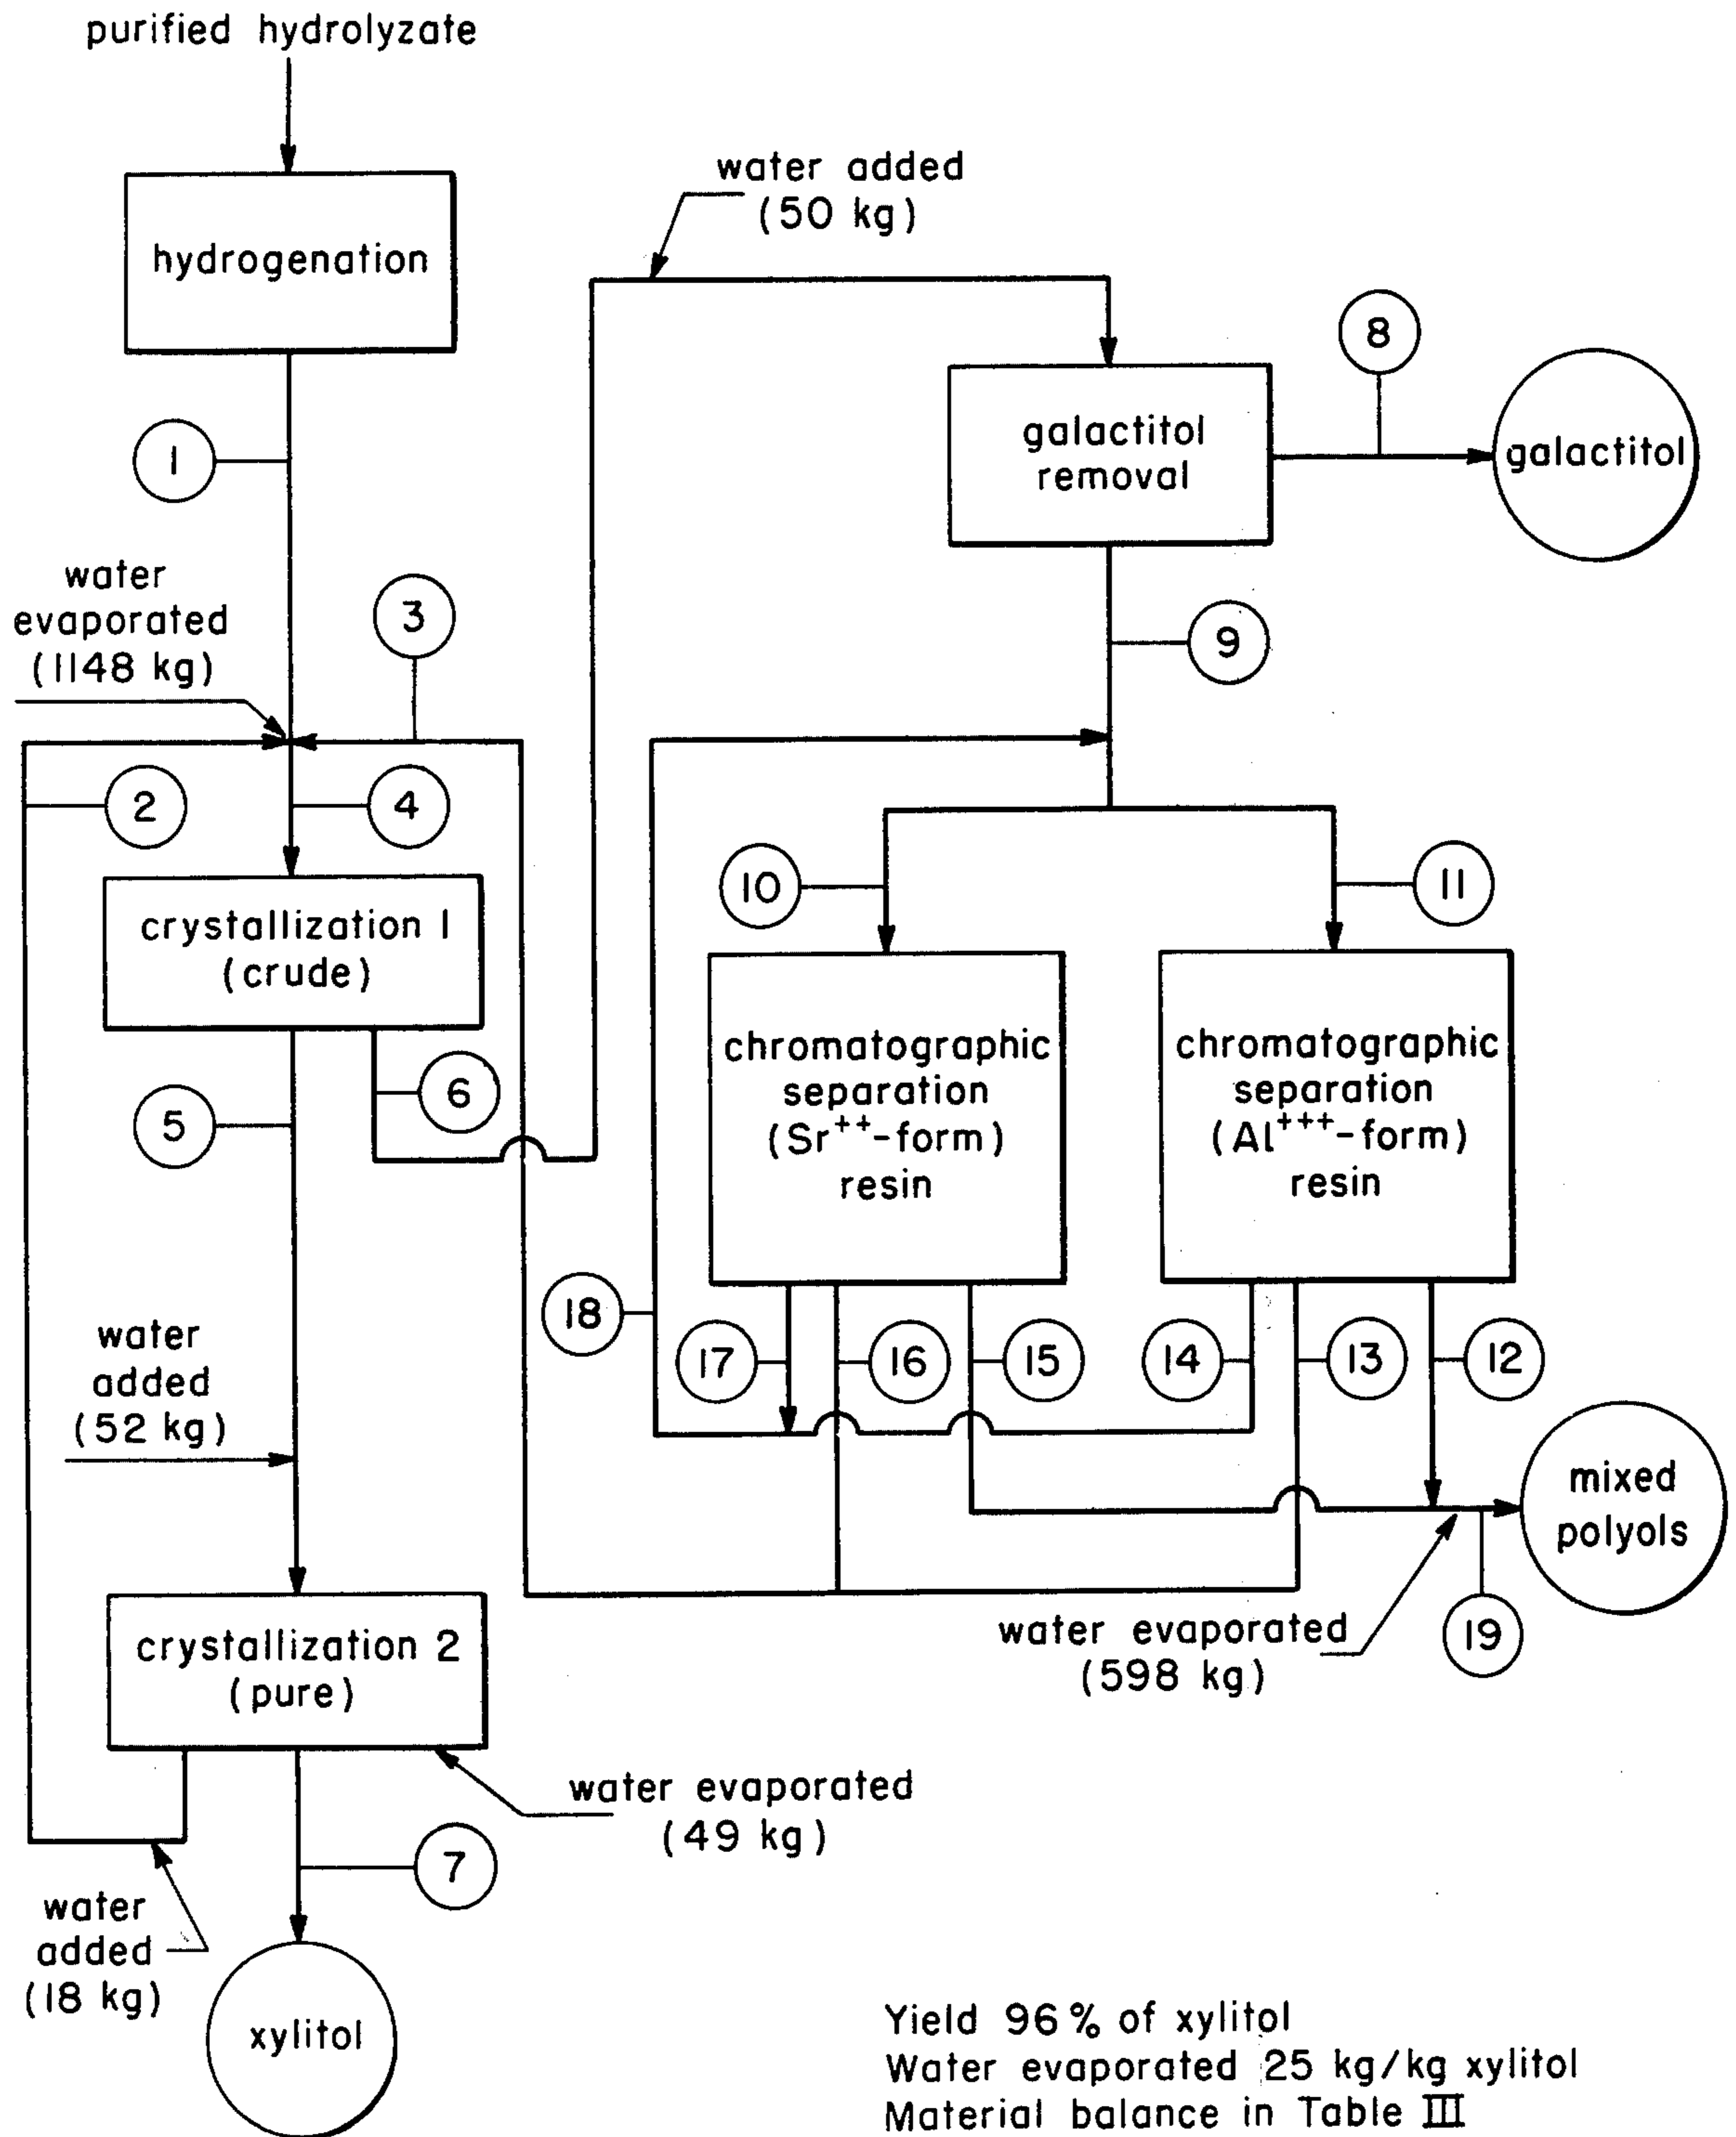 purified hydrolyzate
hydrogenation
1
water added
(50 kg)
8
galactitol
removal
galactitol
9
water
evaporated
(1148 kg)
3
2
4
10
11
crystallization 1
(crude)
5
6
chromatographic
separation
(Sr++-form)
resin
chromatographic
separation
(Al+++-form)
resin
18
17
16
15
14
13
12
water
added
(52 kg)
mixed
polyols
water evaporated
(598 kg)
19
crystallization 2
(pure)
water evaporated
(49 kg)
7
water
added
(18 kg)
xylitol
Yield 96% of xylitol
Water evaporated 25 kg/kg xylitol
Material balance in Table III